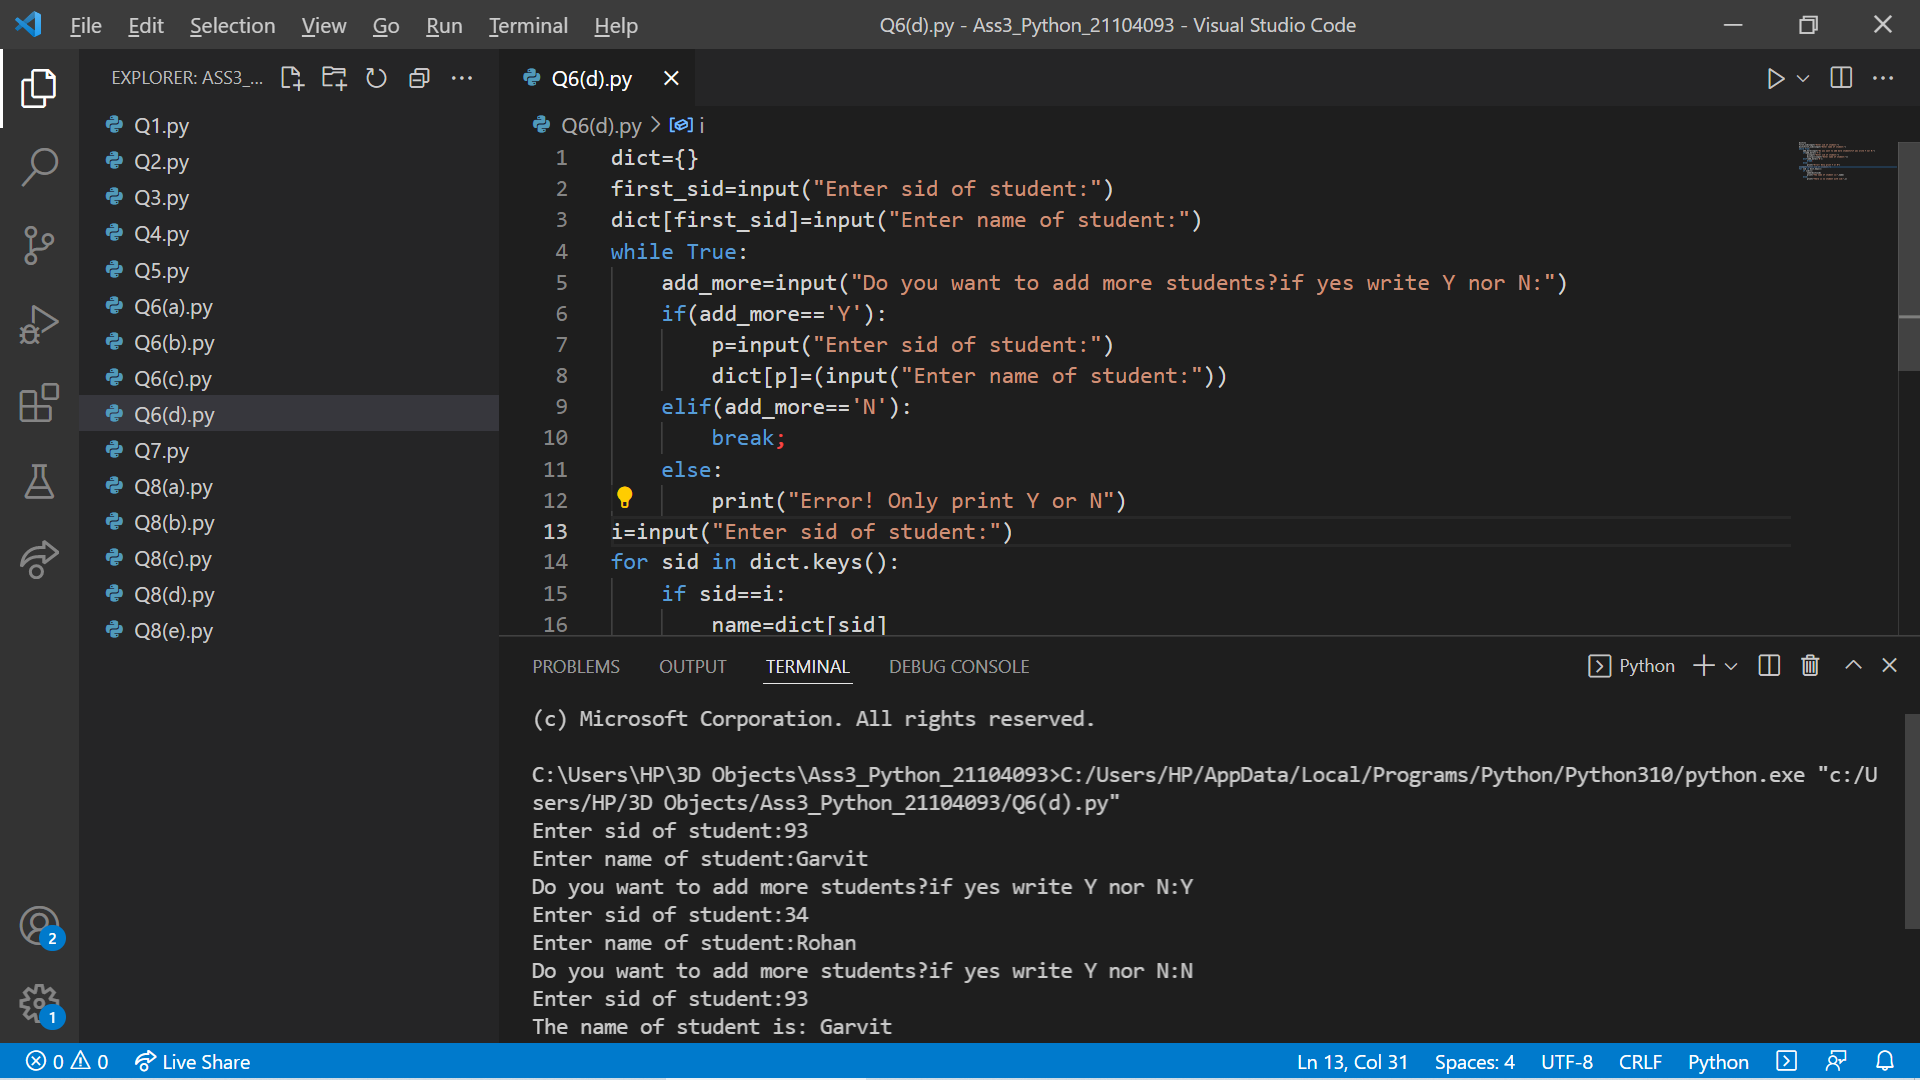 File Edit Selection View Go Run Terminal Help
Q6(d).py - Ass3_Python_21104093 - Visual Studio Code
EXPLORER: ASS3_...
Q1.py
Q2.py
Q3.py
Q4.py
Q5.py
Q6(a).py
Q6(b).py
Q6(c).py
Q6(d).py
Q7.py
Q8(a).py
Q8(b).py
Q8(c).py
Q8(d).py
Q8(e).py
2
1
Q6(d).py
Q6(d).py > i
1 dict={}
2 first_sid=input("Enter sid of student:")
3 dict[first_sid]=input("Enter name of student:")
4 while True:
5 add_more=input("Do you want to add more students?if yes write Y nor N:")
6 if(add_more=='Y'):
7 p=input("Enter sid of student:")
8 dict[p]=(input("Enter name of student:"))
9 elif(add_more=='N'):
10 break;
11 else:
12 print("Error! Only print Y or N")
13 i=input("Enter sid of student:")
14 for sid in dict.keys():
15 if sid==i:
16 name=dict[sid]
PROBLEMS OUTPUT TERMINAL DEBUG CONSOLE
Python
(c) Microsoft Corporation. All rights reserved.
C:\Users\HP\3D Objects\Ass3_Python_21104093>C:/Users/HP/AppData/Local/Programs/Python/Python310/python.exe "c:/U
sers/HP/3D Objects/Ass3_Python_21104093/Q6(d).py"
Enter sid of student:93
Enter name of student:Garvit
Do you want to add more students?if yes write Y nor N:Y
Enter sid of student:34
Enter name of student:Rohan
Do you want to add more students?if yes write Y nor N:N
Enter sid of student:93
The name of student is: Garvit
0 0 Live Share
Ln 13, Col 31 Spaces: 4 UTF-8 CRLF Python